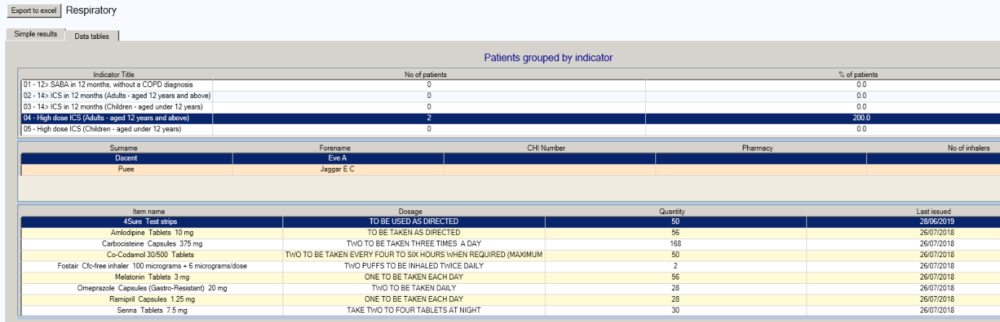 Export to excel Respiratory
Simple results Data tables
Patients grouped by indicator
Indicator Title No of patients % of patients
01 - 12> SABA in 12 months, without a COPD diagnosis 0 0.0
02 - 14> ICS in 12 months (Adults - aged 12 years and above) 0 0.0
03 - 14> ICS in 12 months (Children - aged under 12 years) 0 0.0
04 - High dose ICS (Adults - aged 12 years and above) 2 200.0
05 - High dose ICS (Children - aged under 12 years) 0 0.0
Surname Forename CHI Number Pharmacy No of inhalers
Dacent Eve A
Puee Jaggar E C
Item name Dosage Quantity Last issued
4Sure Test strips TO BE USED AS DIRECTED 50 28/06/2019
Amlodipine Tablets 10 mg TO BE TAKEN AS DIRECTED 56 26/07/2018
Carbocisteine Capsules 375 mg TWO TO BE TAKEN THREE TIMES A DAY 168 26/07/2018
Co-Codamol 30/500 Tablets TWO TO BE TAKEN EVERY FOUR TO SIX HOURS WHEN REQUIRED (MAXIMUM 50 26/07/2018
Fostair Cfc-free inhaler 100 micrograms + 6 micrograms/dose TWO PUFFS TO BE INHALED TWICE DAILY 2 26/07/2018
Melatonin Tablets 3 mg ONE TO BE TAKEN EACH DAY 56 26/07/2018
Omeprazole Capsules (Gastro-Resistant) 20 mg TWO TO BE TAKEN DAILY 28 26/07/2018
Ramipril Capsules 1.25 mg ONE TO BE TAKEN EACH DAY 28 26/07/2018
Senna Tablets 7.5 mg TAKE TWO TO FOUR TABLETS AT NIGHT 30 26/07/2018